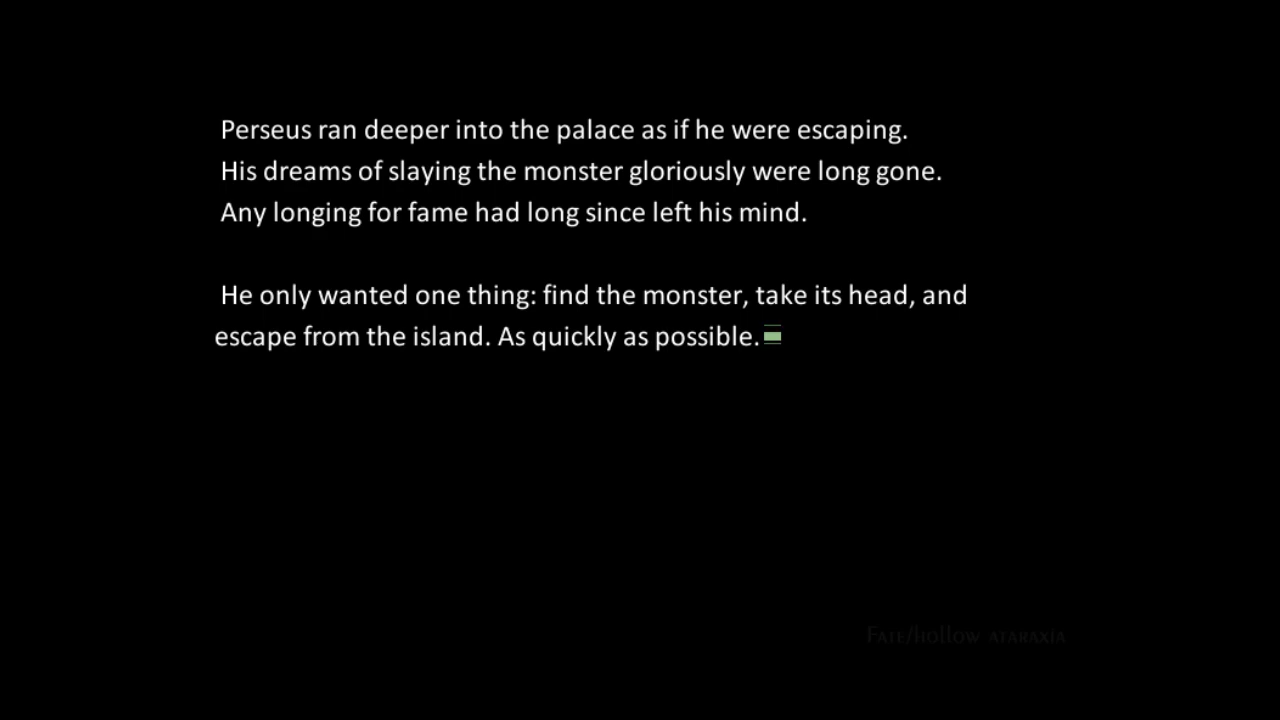 Perseus ran deeper into the palace as if he were escaping.
His dreams of slaying the monster gloriously were long gone.
Any longing for fame had long since left his mind.
He only wanted one thing: find the monster, take its head, and
escape from the island. As quickly as possible.
Fate/hollow ataraxia